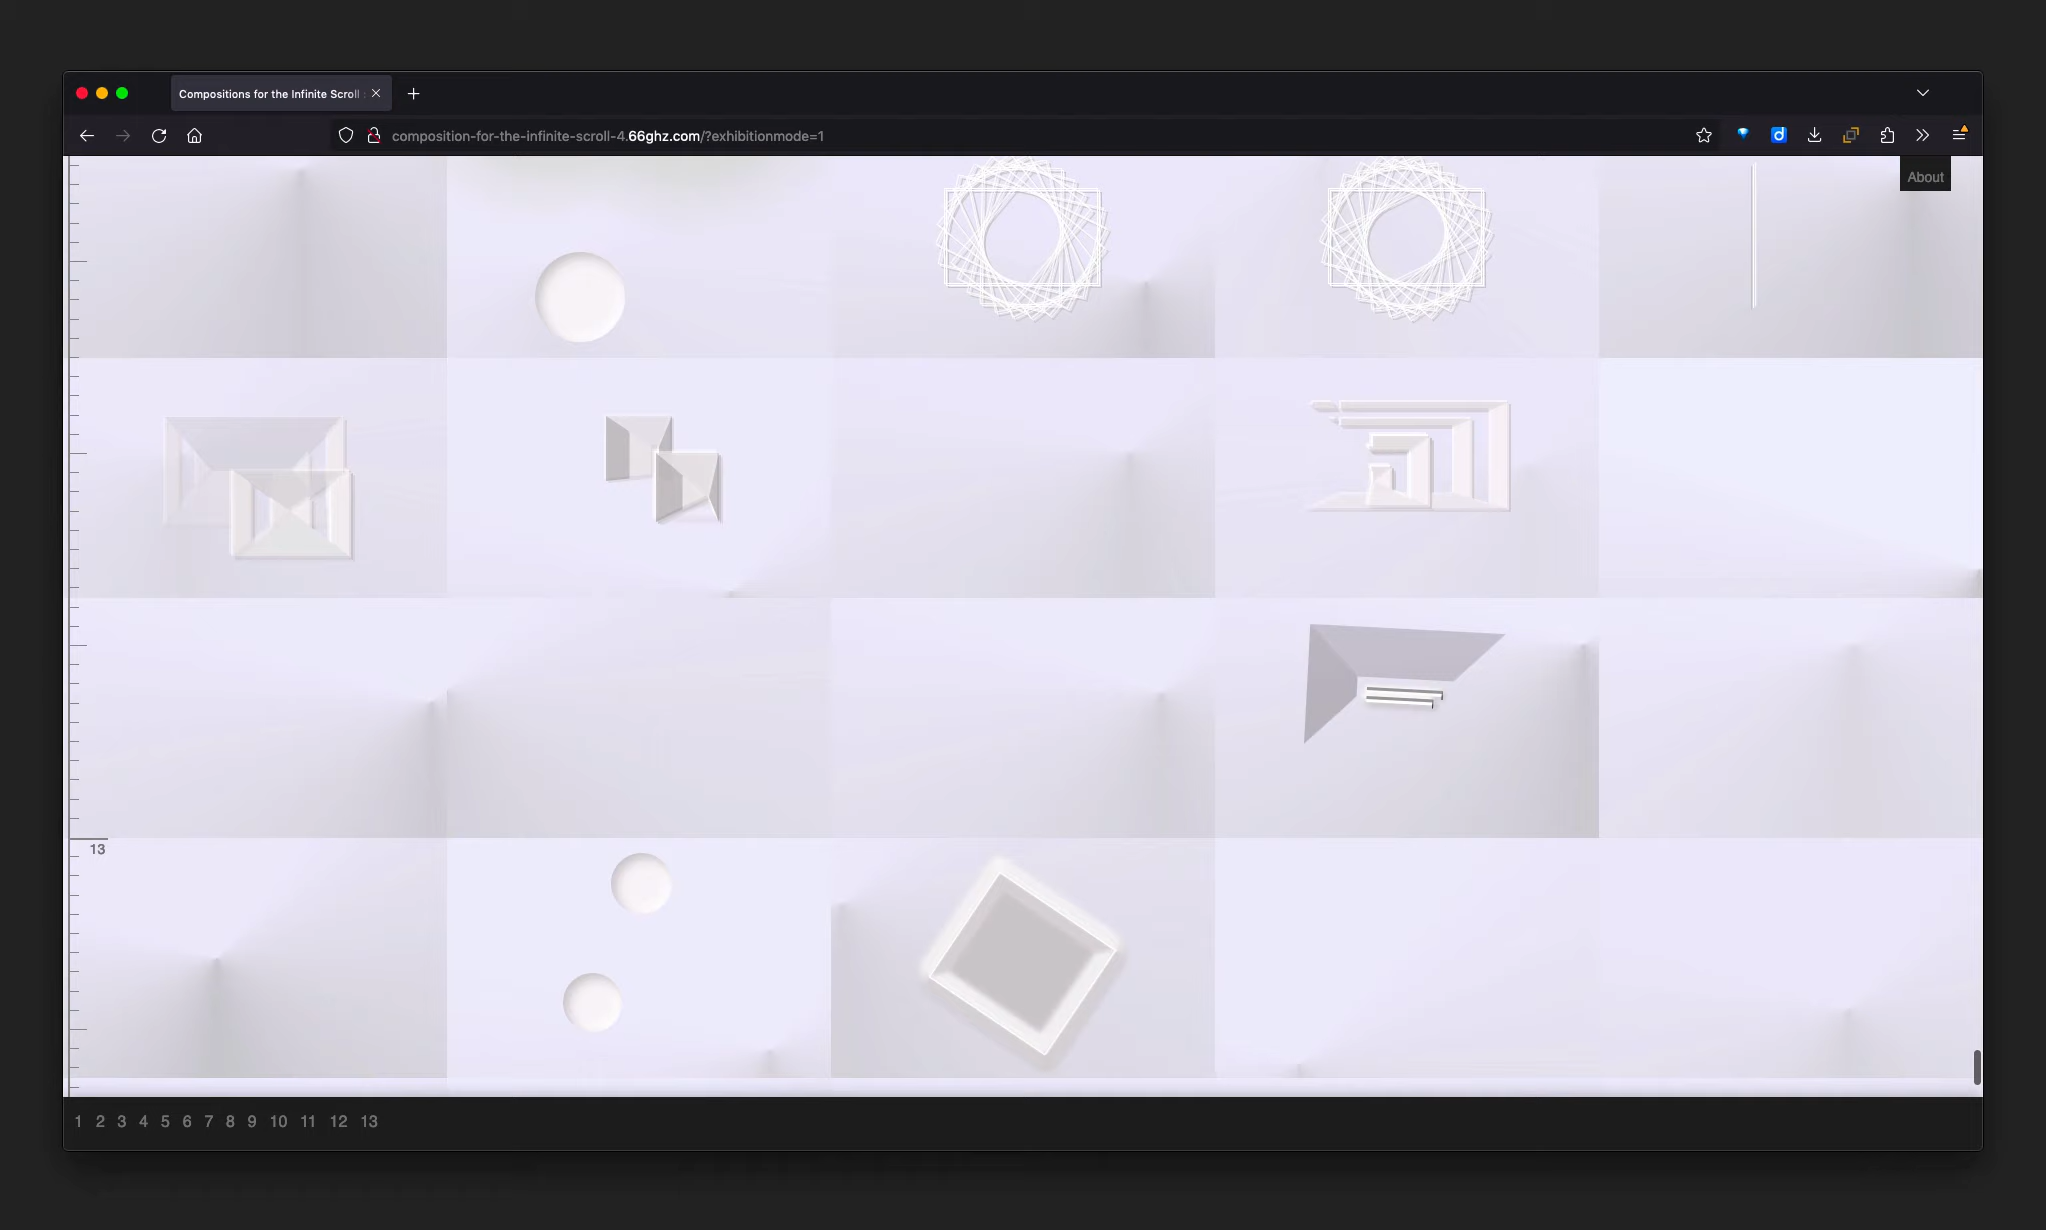 Compositions for the Infinite Scroll
composition-for-the-infinite-scroll-4.66ghz.com/?exhibitionmode=1
About
13
1 2 3 4 5 6 7 8 9 10 11 12 13